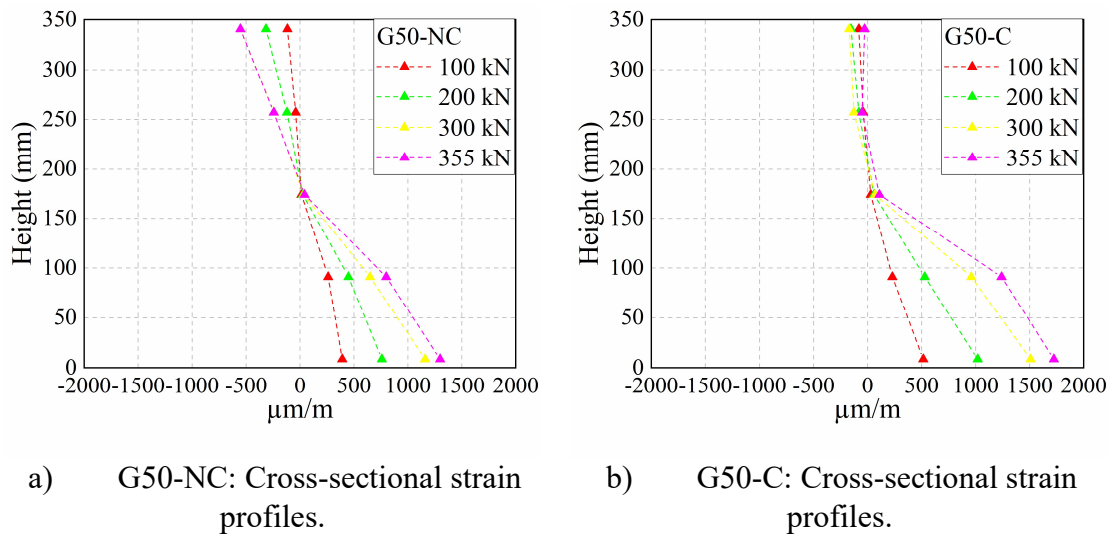 G50-NC
100 kN
200 kN
300 kN
355 kN
350
300
250
200
150
100
50
0
Height (mm)
-2000 -1500 -1000 -500 0 500 1000 1500 2000
µm/m
a) G50-NC: Cross-sectional strain
profiles.
G50-C
100 kN
200 kN
300 kN
355 kN
350
300
250
200
150
100
50
0
Height (mm)
-2000 -1500 -1000 -500 0 500 1000 1500 2000
µm/m
b) G50-C: Cross-sectional strain
profiles.